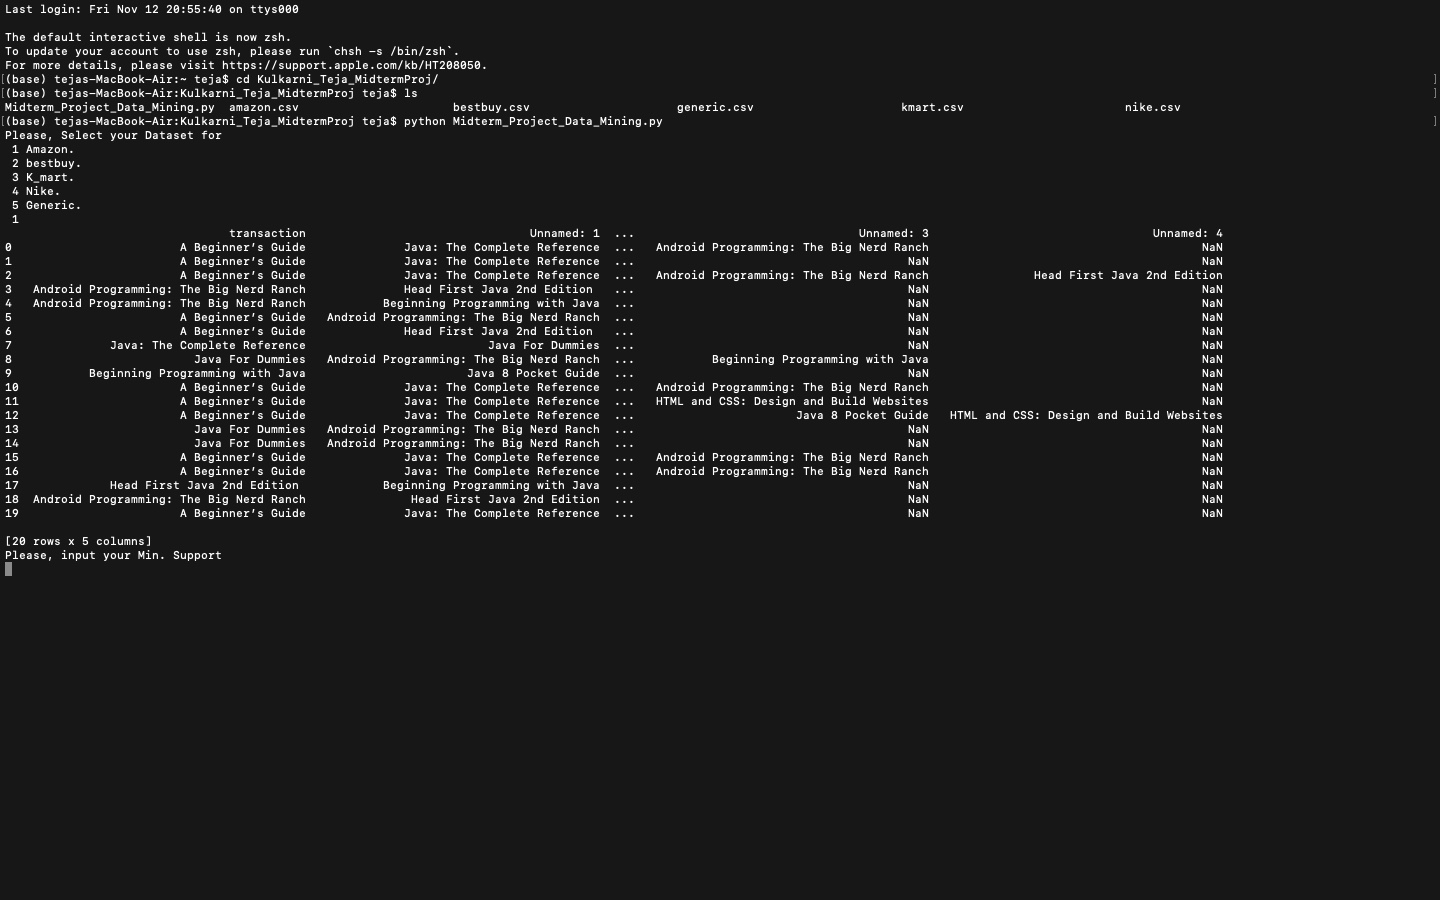 Last login: Fri Nov 12 20:55:40 on ttys000
The default interactive shell is now zsh.
To update your account to use zsh, please run `chsh -s /bin/zsh`.
For more details, please visit https://support.apple.com/kb/HT208050.
[(base) tejas-MacBook-Air:~ teja$ cd Kulkarni_Teja_MidtermProj/ ]
[(base) tejas-MacBook-Air:Kulkarni_Teja_MidtermProj teja$ ls ]
Midterm_Project_Data_Mining.py amazon.csv bestbuy.csv generic.csv kmart.csv nike.csv
[(base) tejas-MacBook-Air:Kulkarni_Teja_MidtermProj teja$ python Midterm_Project_Data_Mining.py ]
Please, Select your Dataset for
1 Amazon.
2 bestbuy.
3 K_mart.
4 Nike.
5 Generic.
1
transaction Unnamed: 1 ... Unnamed: 3 Unnamed: 4
0 A Beginner’s Guide Java: The Complete Reference ... Android Programming: The Big Nerd Ranch NaN
1 A Beginner’s Guide Java: The Complete Reference ... NaN NaN
2 A Beginner’s Guide Java: The Complete Reference ... Android Programming: The Big Nerd Ranch Head First Java 2nd Edition
3 Android Programming: The Big Nerd Ranch Head First Java 2nd Edition ... NaN NaN
4 Android Programming: The Big Nerd Ranch Beginning Programming with Java ... NaN NaN
5 A Beginner’s Guide Android Programming: The Big Nerd Ranch ... NaN NaN
6 A Beginner’s Guide Head First Java 2nd Edition ... NaN NaN
7 Java: The Complete Reference Java For Dummies ... NaN NaN
8 Java For Dummies Android Programming: The Big Nerd Ranch ... Beginning Programming with Java NaN
9 Beginning Programming with Java Java 8 Pocket Guide ... NaN NaN
10 A Beginner’s Guide Java: The Complete Reference ... Android Programming: The Big Nerd Ranch NaN
11 A Beginner’s Guide Java: The Complete Reference ... HTML and CSS: Design and Build Websites NaN
12 A Beginner’s Guide Java: The Complete Reference ... Java 8 Pocket Guide HTML and CSS: Design and Build Websites
13 Java For Dummies Android Programming: The Big Nerd Ranch ... NaN NaN
14 Java For Dummies Android Programming: The Big Nerd Ranch ... NaN NaN
15 A Beginner’s Guide Java: The Complete Reference ... Android Programming: The Big Nerd Ranch NaN
16 A Beginner’s Guide Java: The Complete Reference ... Android Programming: The Big Nerd Ranch NaN
17 Head First Java 2nd Edition Beginning Programming with Java ... NaN NaN
18 Android Programming: The Big Nerd Ranch Head First Java 2nd Edition ... NaN NaN
19 A Beginner’s Guide Java: The Complete Reference ... NaN NaN
[20 rows x 5 columns]
Please, input your Min. Support